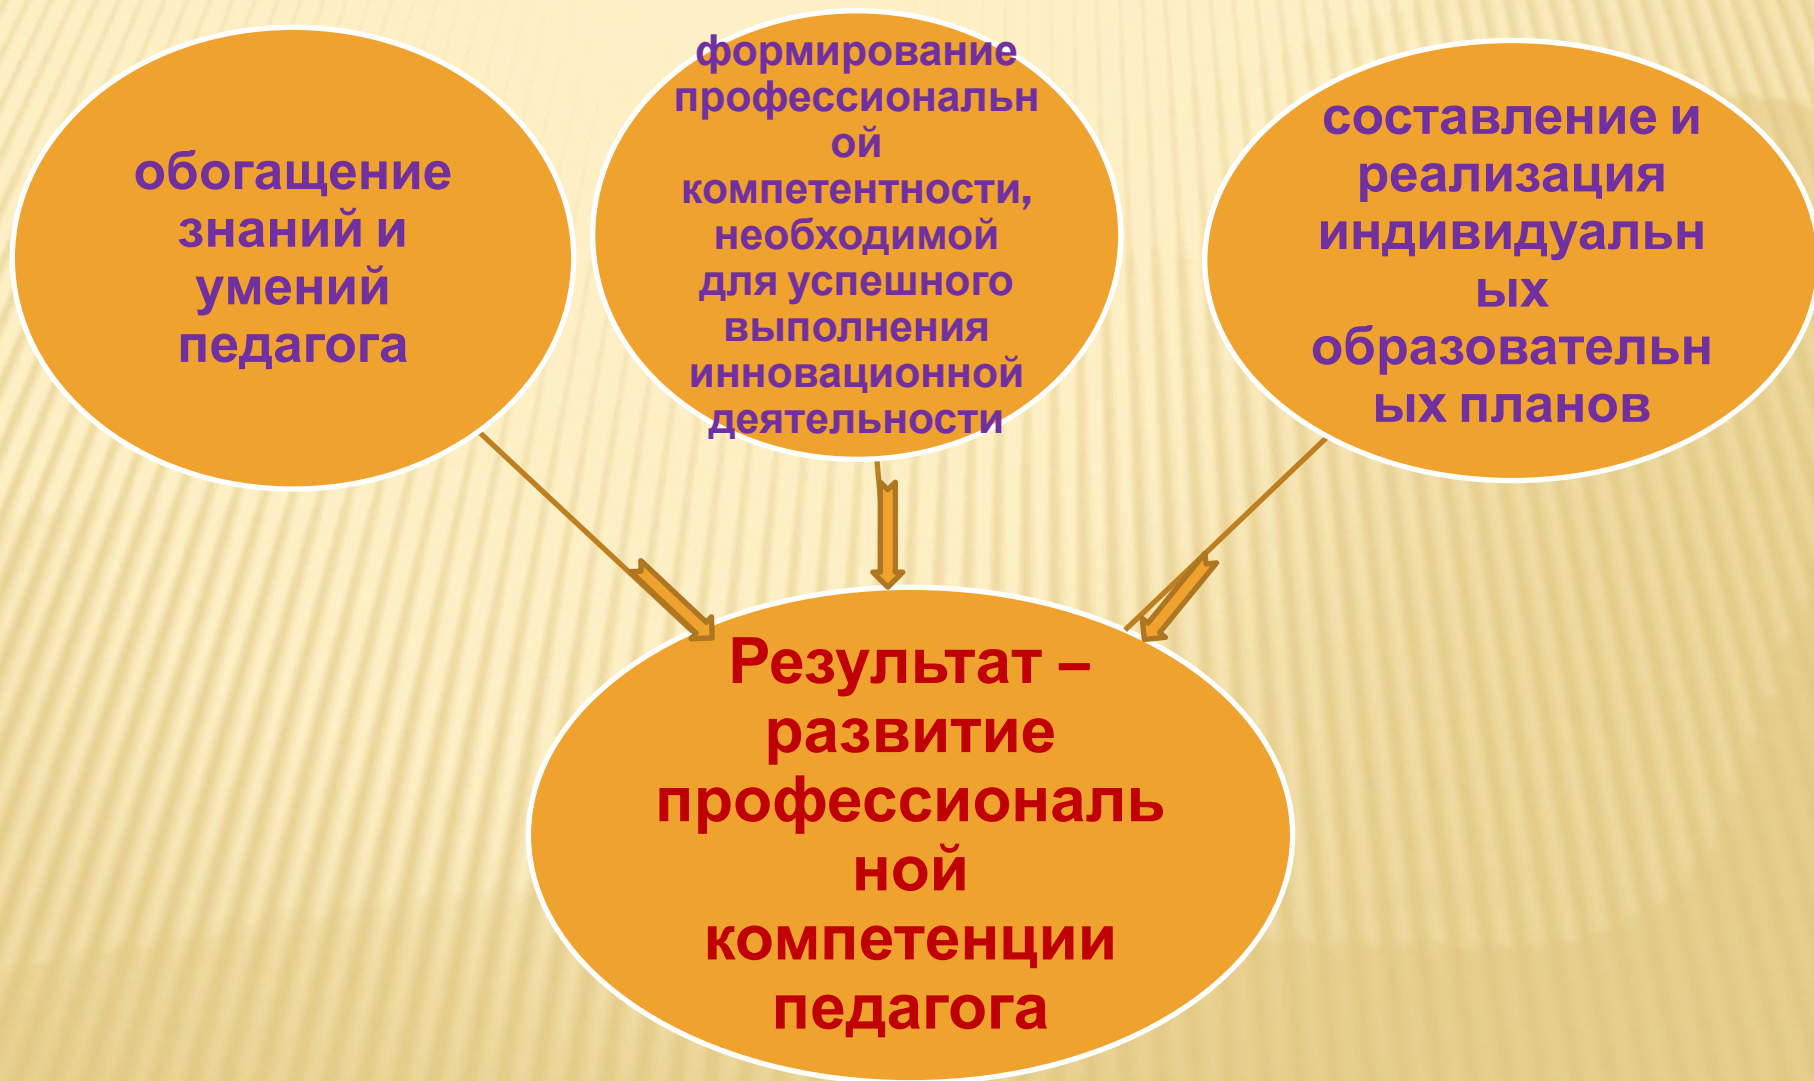 обогащение
знаний и
умений
педагога
формирование
профессиональн
ой
компетентности,
необходимой
для успешного
выполнения
инновационной
деятельности
составление и
реализация
индивидуальн
ых
образовательн
ых планов
Результат –
развитие
профессиональ
ной
компетенции
педагога